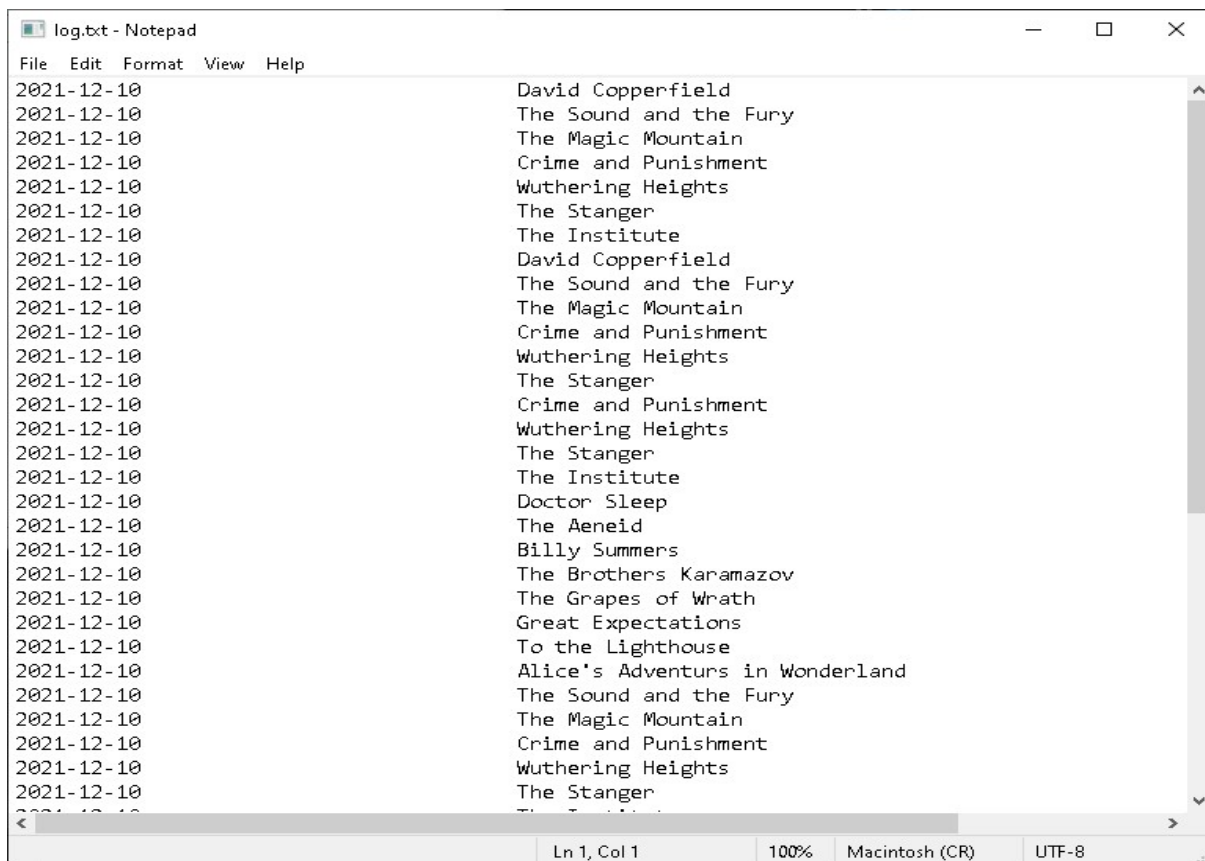 log.txt - Notepad
File Edit Format View Help
2021-12-10 David Copperfield
2021-12-10 The Sound and the Fury
2021-12-10 The Magic Mountain
2021-12-10 Crime and Punishment
2021-12-10 Wuthering Heights
2021-12-10 The Stanger
2021-12-10 The Institute
2021-12-10 David Copperfield
2021-12-10 The Sound and the Fury
2021-12-10 The Magic Mountain
2021-12-10 Crime and Punishment
2021-12-10 Wuthering Heights
2021-12-10 The Stanger
2021-12-10 Crime and Punishment
2021-12-10 Wuthering Heights
2021-12-10 The Stanger
2021-12-10 The Institute
2021-12-10 Doctor Sleep
2021-12-10 The Aeneid
2021-12-10 Billy Summers
2021-12-10 The Brothers Karamazov
2021-12-10 The Grapes of Wrath
2021-12-10 Great Expectations
2021-12-10 To the Lighthouse
2021-12-10 Alice's Adventurs in Wonderland
2021-12-10 The Sound and the Fury
2021-12-10 The Magic Mountain
2021-12-10 Crime and Punishment
2021-12-10 Wuthering Heights
2021-12-10 The Stanger
Ln 1, Col 1 100% Macintosh (CR) UTF-8